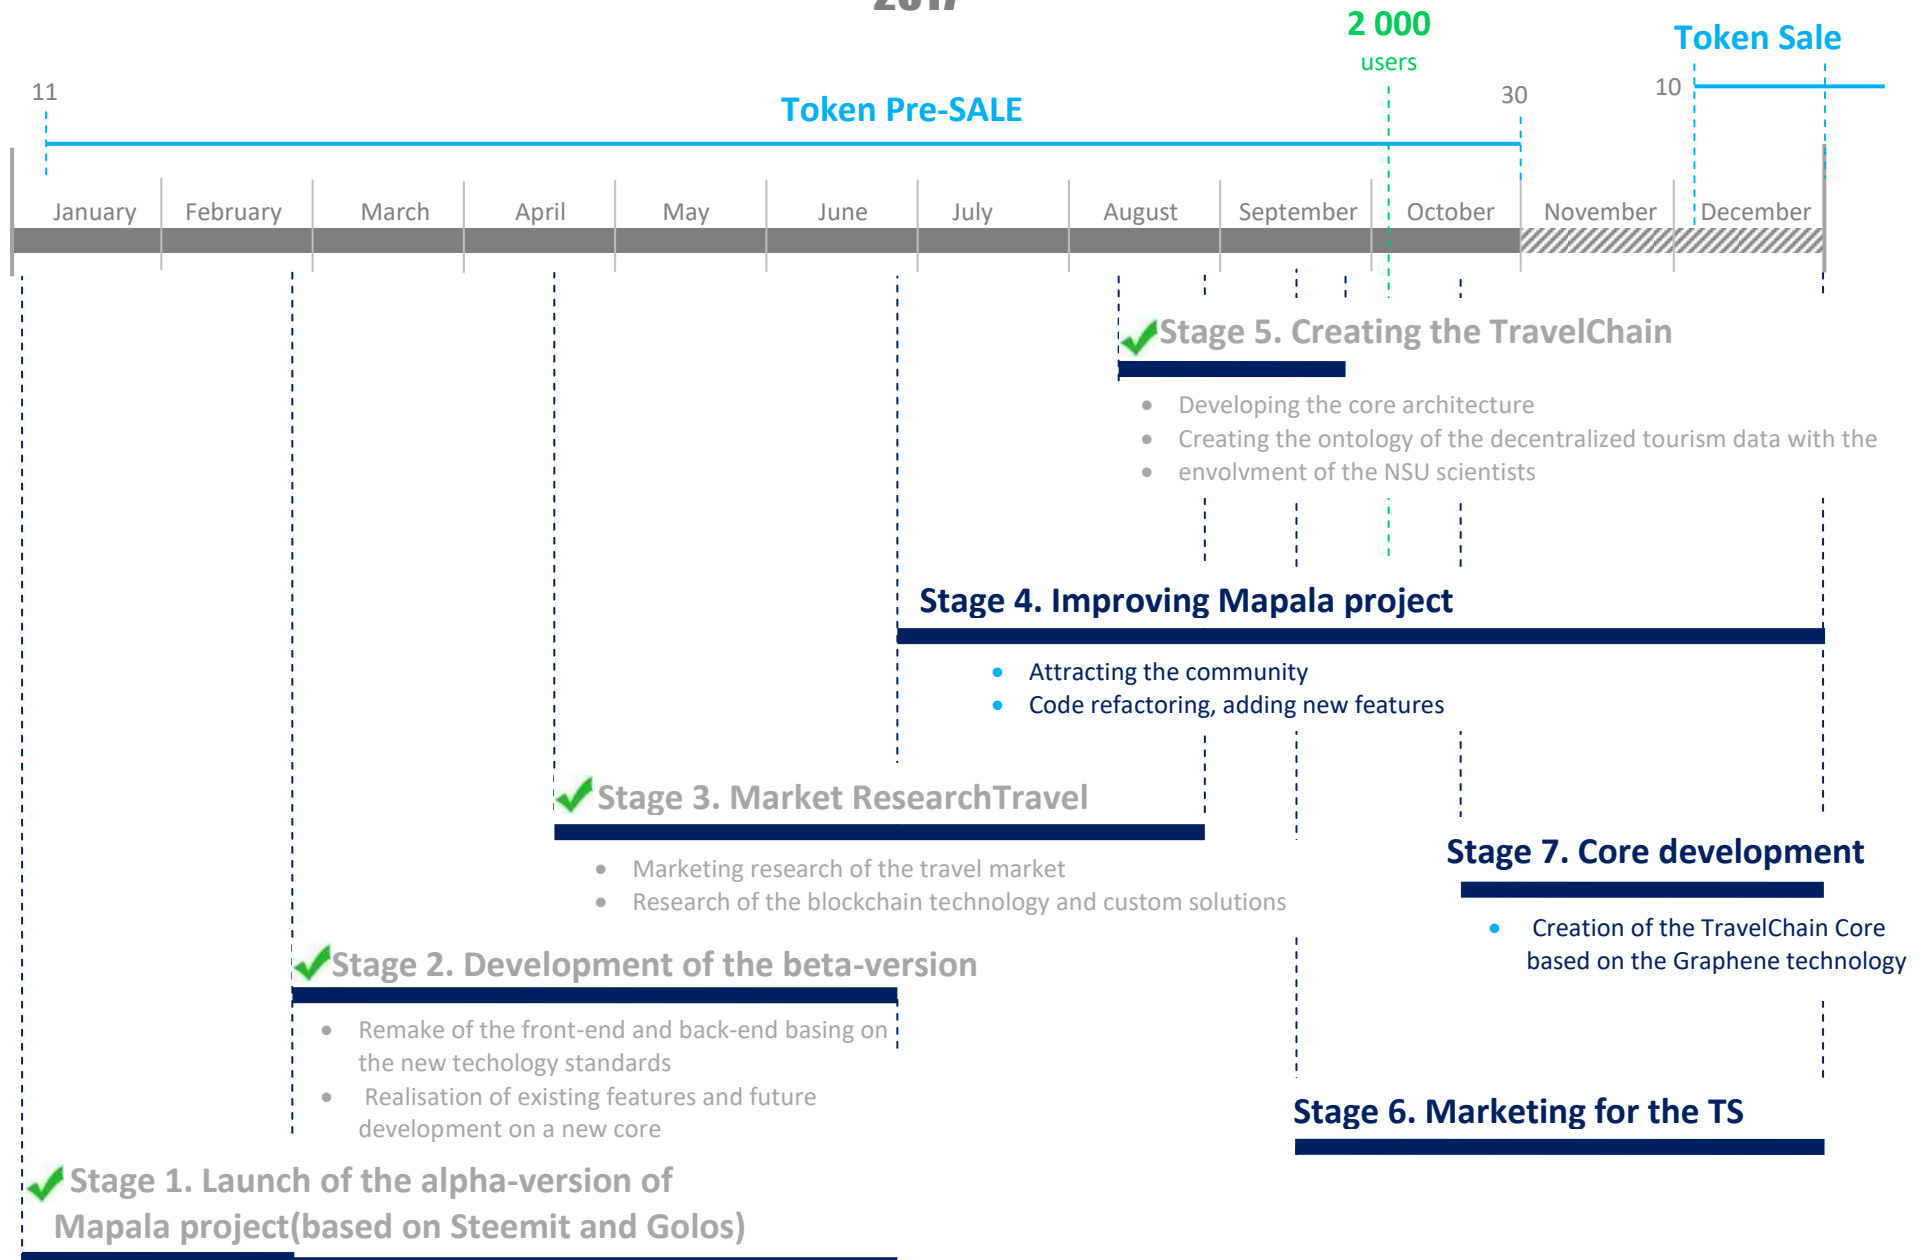 2017
2 000
users
Token Sale
11
Token Pre-SALE
30
10
January February March April May June July August September October November December
Stage 5. Creating the TravelChain
• Developing the core architecture
• Creating the ontology of the decentralized tourism data with the
• envolvment of the NSU scientists
Stage 4. Improving Mapala project
• Attracting the community
• Code refactoring, adding new features
Stage 3. Market ResearchTravel
• Marketing research of the travel market
• Research of the blockchain technology and custom solutions
Stage 7. Core development
• Creation of the TravelChain Core
based on the Graphene technology
Stage 2. Development of the beta-version
• Remake of the front-end and back-end basing on
the new techology standards
• Realisation of existing features and future
development on a new core
Stage 6. Marketing for the TS
Stage 1. Launch of the alpha-version of
Mapala project(based on Steemit and Golos)